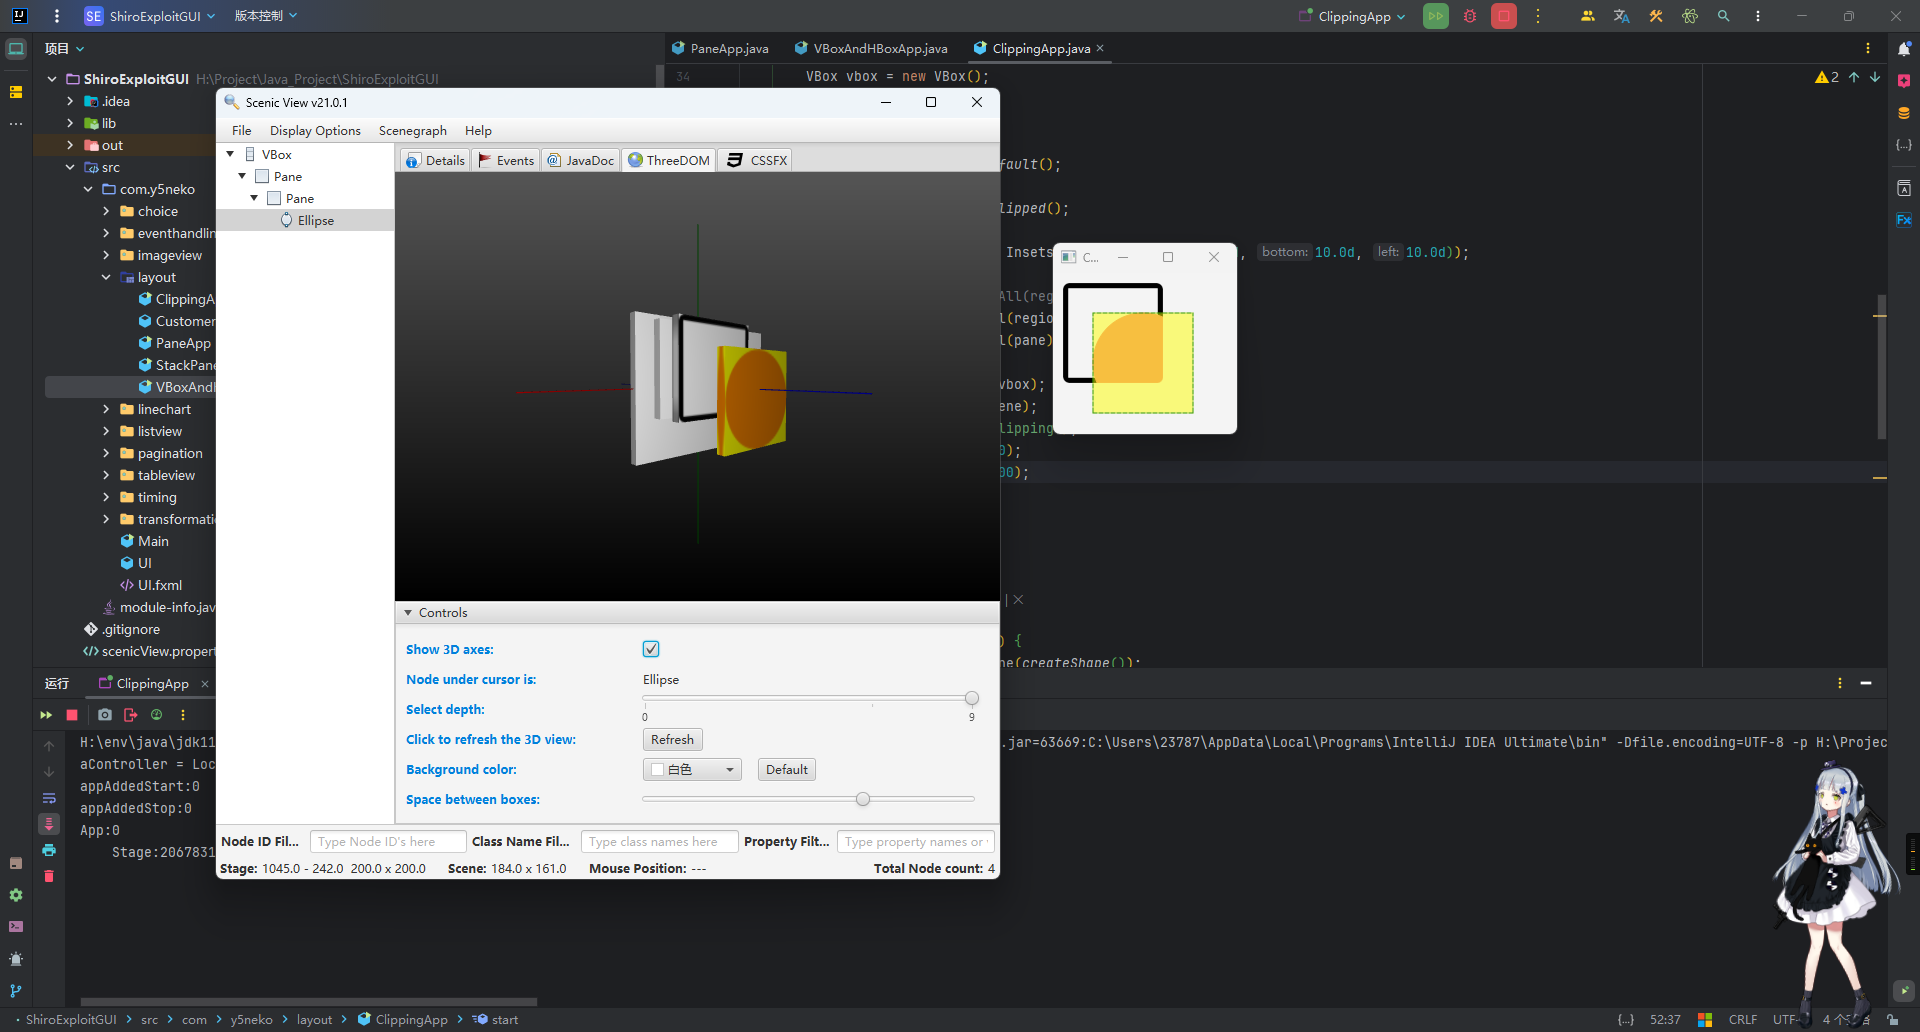 SE ShiroExploitGUI 版本控制 ClippingApp
项目
PaneApp.java VBoxAndHBoxApp.java ClippingApp.java
ShiroExploitGUI H:\Project\Java_Project\ShiroExploitGUI
34 VBox vbox = new VBox();
2
.idea
lib
out
src
com.y5neko
choice
eventhandlin
imageview
layout
ClippingA
Customer
PaneApp
StackPane
VBoxAndH
linechart
listview
pagination
tableview
timing
transformatio
Main
UI
UI.fxml
module-info.jav
.gitignore
scenicView.propert
Scenic View v21.0.1
File Display Options Scenegraph Help
VBox
Pane
Pane
Ellipse
Details Events JavaDoc ThreeDOM CSSFX
Controls
Show 3D axes:
Node under cursor is: Ellipse
Select depth:
0 9
Click to refresh the 3D view: Refresh
Background color: 白色 Default
Space between boxes:
Node ID Fil... Type Node ID's here Class Name Fil... Type class names here Property Filt... Type property names or
Stage: 1045.0 - 242.0 200.0 x 200.0 Scene: 184.0 x 161.0 Mouse Position: --- Total Node count: 4
fault();
lipped();
Insets , bottom: 10.0d, left: 10.0d));
All(reg
l(regio
l(pane)
vbox);
ene);
lipping
);
00);
) {
ne(createShape());
C...
运行 ClippingApp
H:\env\java\jdk11 .jar=63669:C:\Users\23787\AppData\Local\Programs\IntelliJ IDEA Ultimate\bin" -Dfile.encoding=UTF-8 -p H:\Projec
aController = Loc
appAddedStart:0
appAddedStop:0
App:0
Stage:2067831
ShiroExploitGUI src com y5neko layout ClippingApp start
52:37 CRLF UTF- 4 个